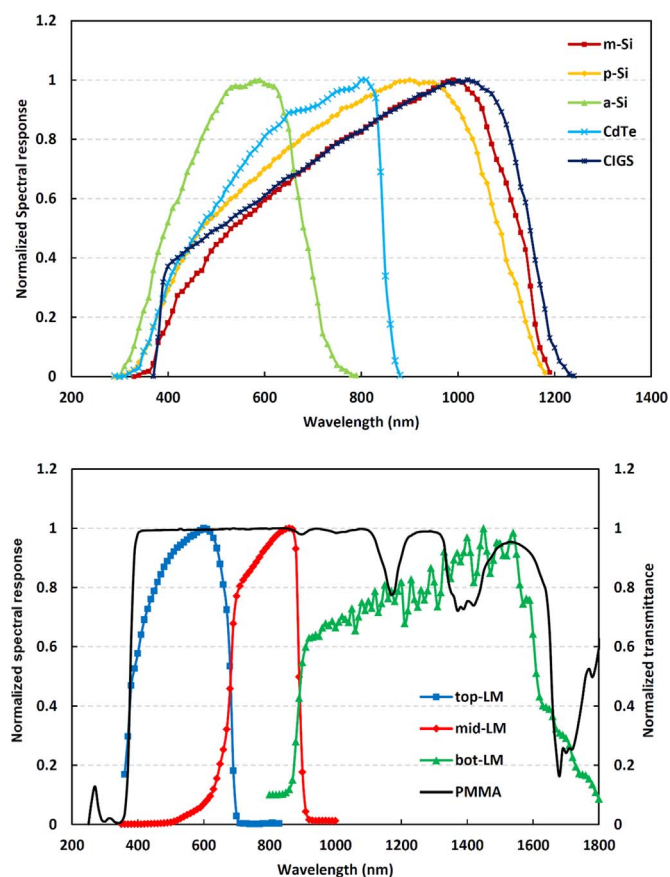 1.2
1
0.8
0.6
0.4
0.2
0
Normalized Spectral response
m-Si
p-Si
a-Si
CdTe
CIGS
200 400 600 800 1000 1200 1400
Wavelength (nm)
1.2
1
0.8
0.6
0.4
0.2
0
Normalized spectral response
top-LM
mid-LM
bot-LM
PMMA
1.2
1
0.8
0.6
0.4
0.2
0
Normalized transmittance
200 400 600 800 1000 1200 1400 1600 1800
Wavelength (nm)